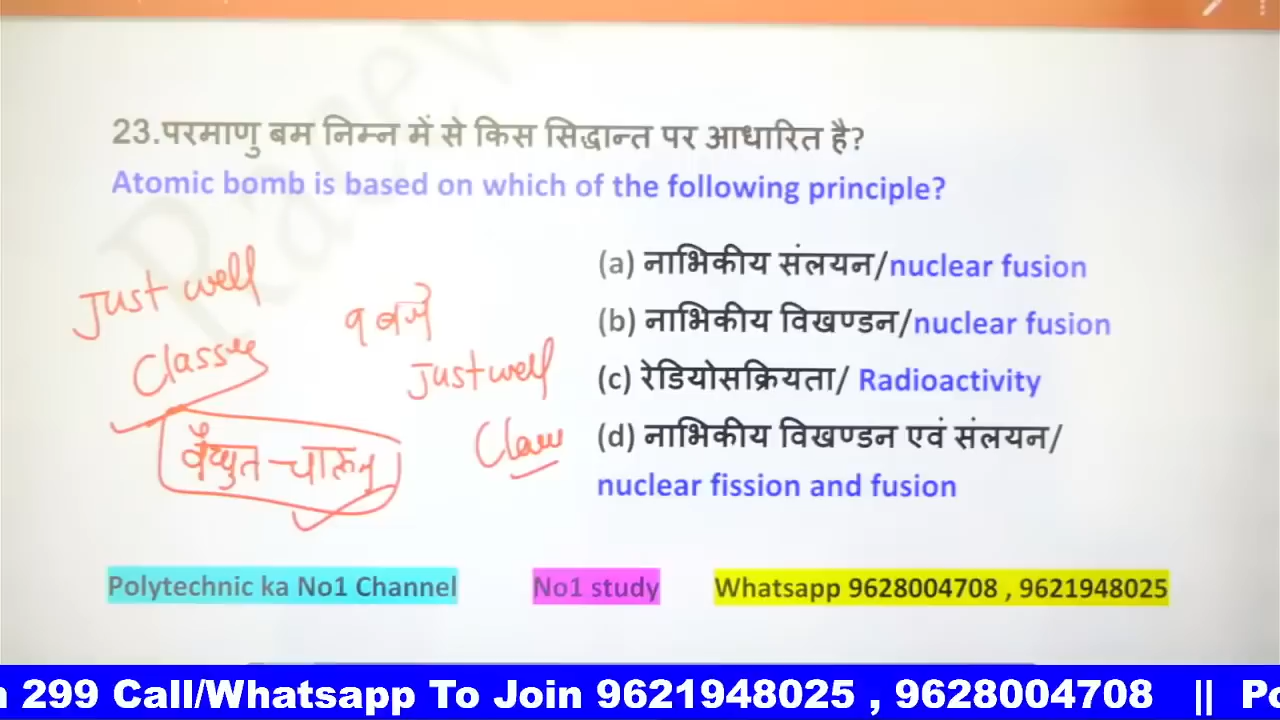 23.परमाणु बम निम्न में से किस सिद्धान्त पर आधारित है?
Atomic bomb is based on which of the following principle?
(a) नाभिकीय संलयन/nuclear fusion
(b) नाभिकीय विखण्डन/nuclear fusion
(c) रेडियोसक्रियता/ Radioactivity
(d) नाभिकीय विखण्डन एवं संलयन/
nuclear fission and fusion
Just well
Classes
9 बजे
Just well
Class
वैद्युत-चालन
Polytechnic ka No1 Channel No1 study Whatsapp 9628004708 , 9621948025
299 Call/Whatsapp To Join 9621948025 , 9628004708 ||